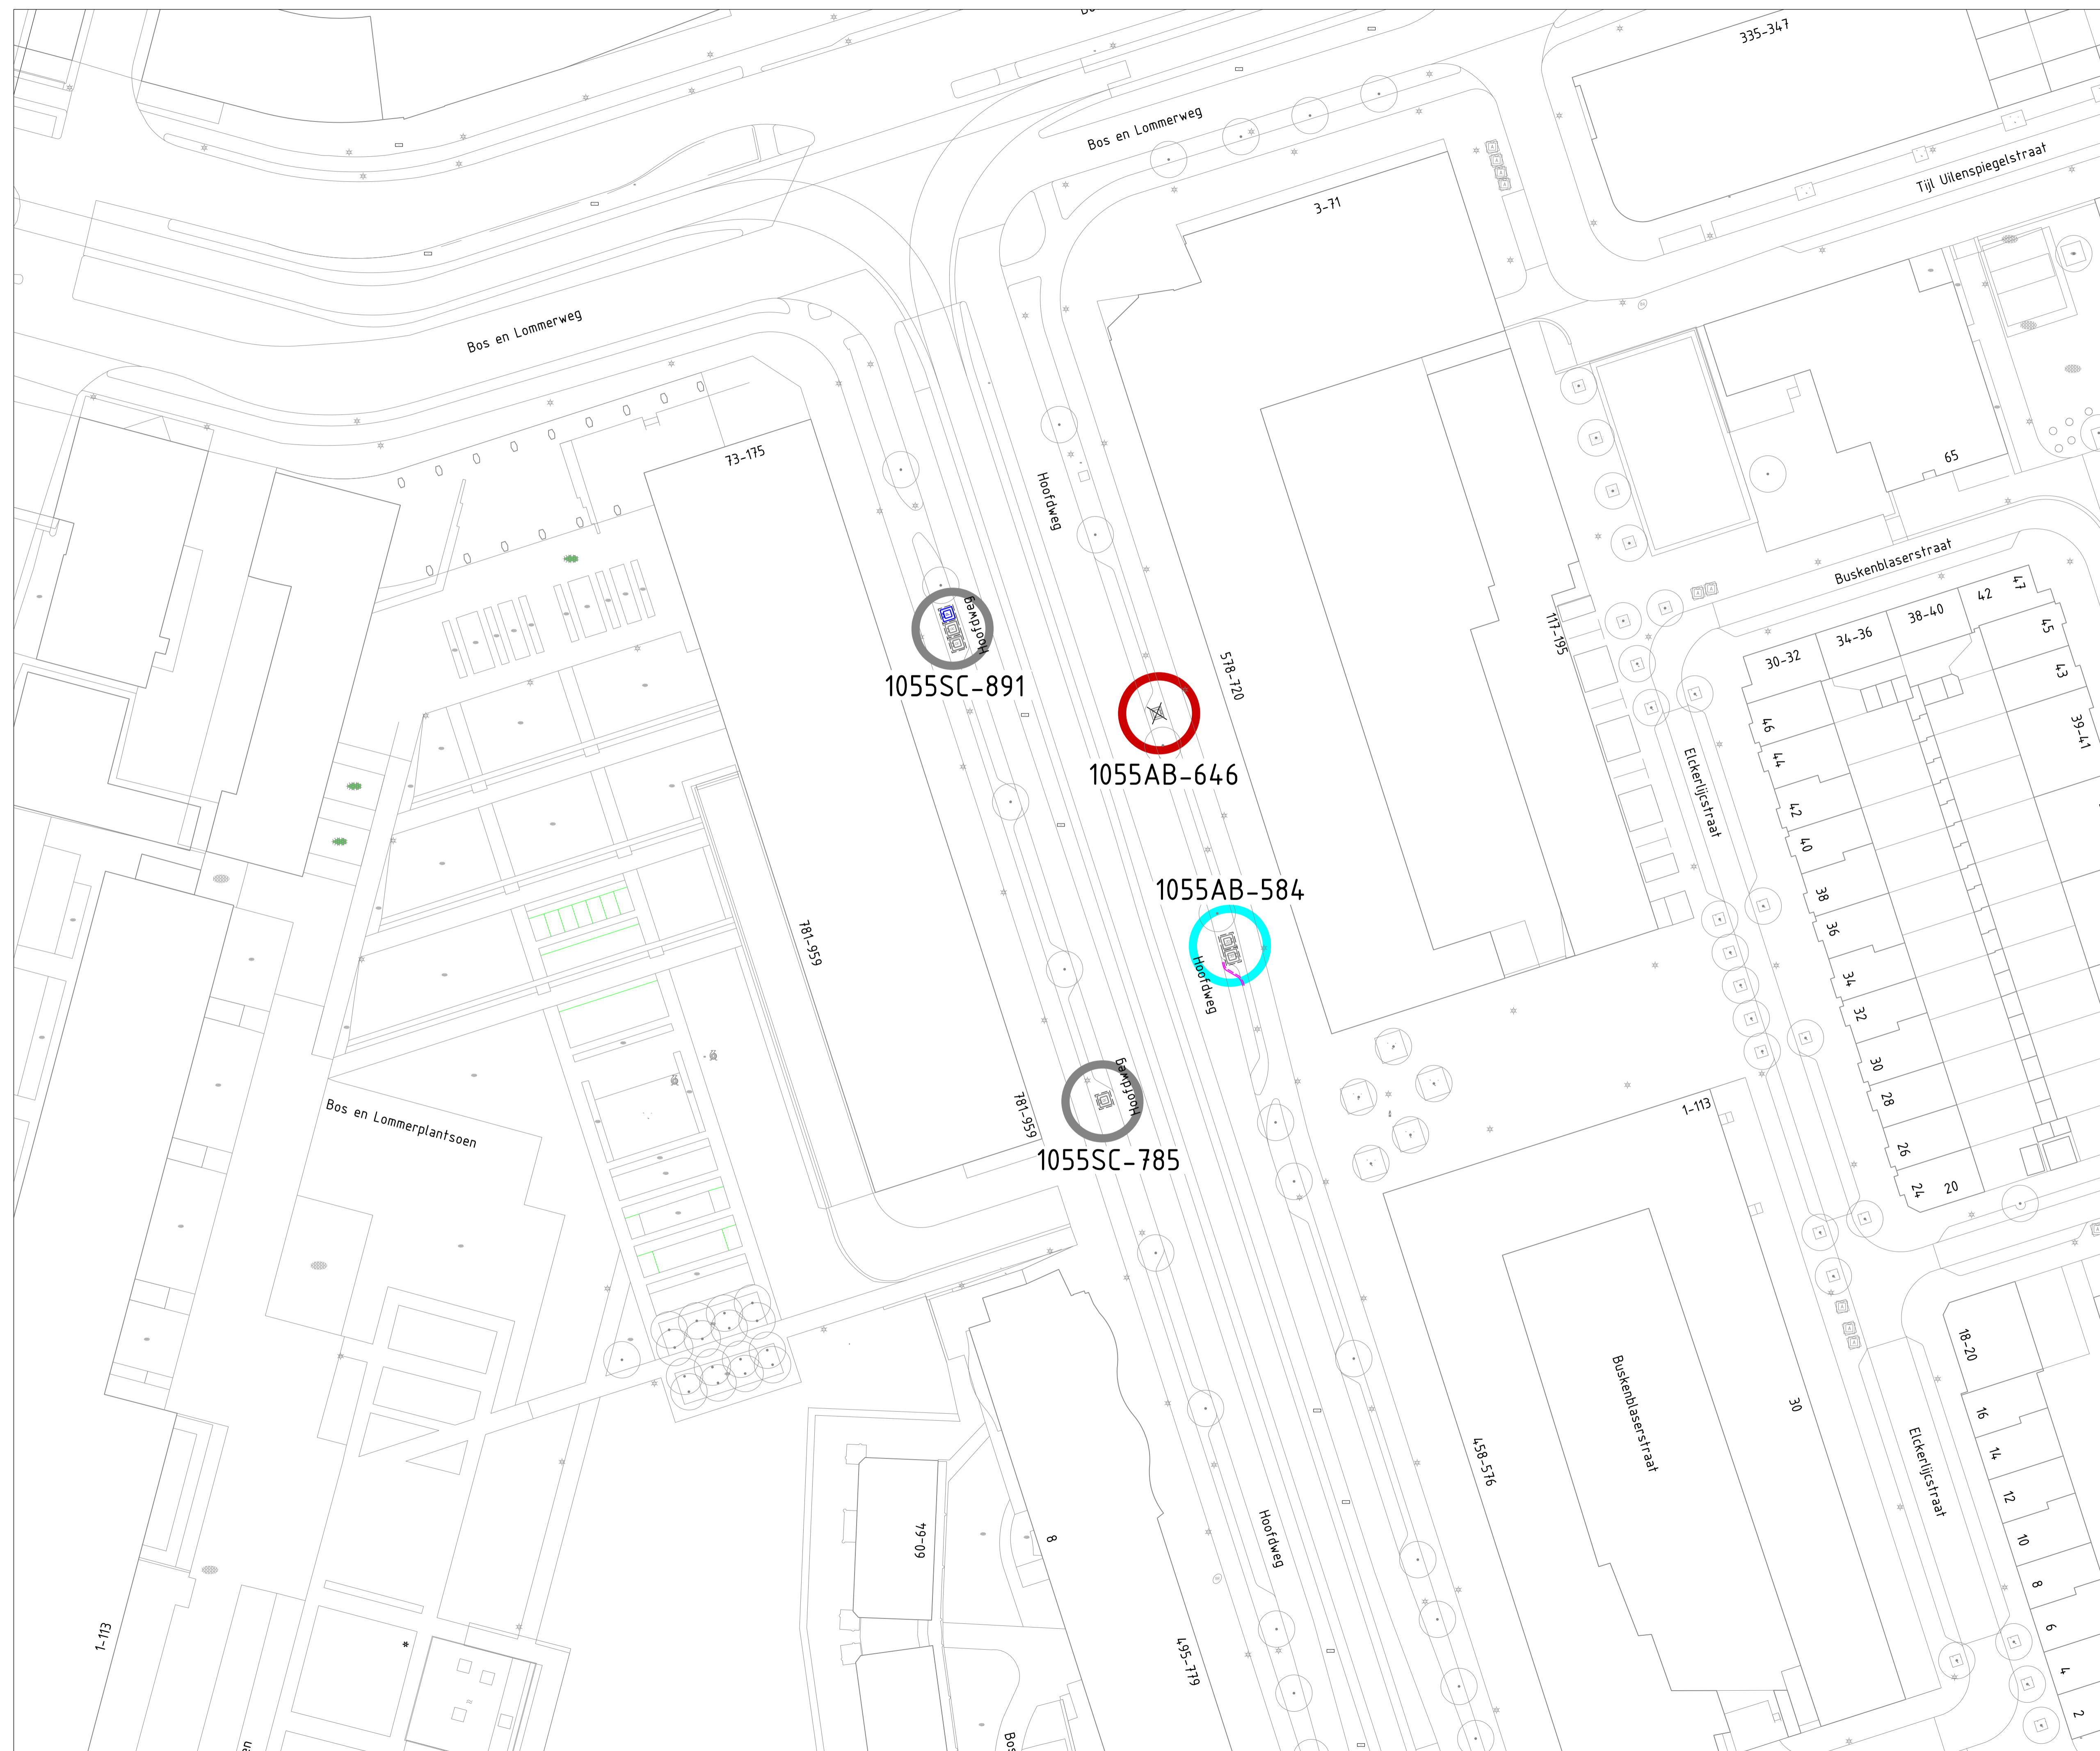 335-347
Bos en Lommerweg
Tijl Uilenspiegelstraat
3-71
Bos en Lommerweg
73-175
65
Hoofdweg
Buskenblaserstraat
47
42
38-40
34-36
30-32
45
43
39-41
117-195
Hoofdweg
1055SC-891
578-720
1055AB-646
46
44
42
40
38
36
34
32
30
28
26
24
20
Elckerlijcstraat
1055AB-584
781-959
Hoofdweg
Hoofdweg
781-959
1055SC-785
Bos en Lommerplantsoen
1-113
18-20
16
14
12
10
8
6
4
2
Buskenblaserstraat
30
458-576
Elckerlijcstraat
Hoofdweg
60-64
8
495-779
1-113